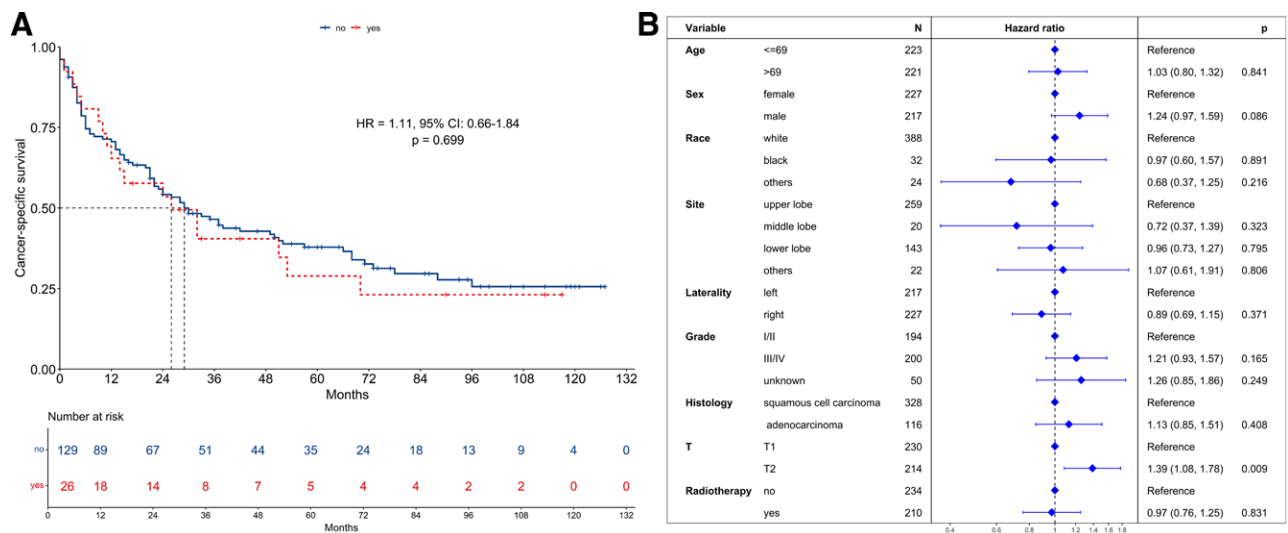 A
no yes
Cancer-specific survival
1.00
0.75
0.50
0.25
0.00
HR = 1.11, 95% CI: 0.66-1.84
p = 0.699
0 12 24 36 48 60 72 84 96 108 120 132
Months
Number at risk
no 129 89 67 51 44 35 24 18 13 9 4 0
yes 26 18 14 8 7 5 4 4 2 2 0 0
0 12 24 36 48 60 72 84 96 108 120 132
Months
B
Variable N Hazard ratio p
Age <=69 223 Reference
>69 221 1.03 (0.80, 1.32) 0.841
Sex female 227 Reference
male 217 1.24 (0.97, 1.59) 0.086
Race white 388 Reference
black 32 0.97 (0.60, 1.57) 0.891
others 24 0.68 (0.37, 1.25) 0.216
Site upper lobe 259 Reference
middle lobe 20 0.72 (0.37, 1.39) 0.323
lower lobe 143 0.96 (0.73, 1.27) 0.795
others 22 1.07 (0.61, 1.91) 0.806
Laterality left 217 Reference
right 227 0.89 (0.69, 1.15) 0.371
Grade I/II 194 Reference
III/IV 200 1.21 (0.93, 1.57) 0.165
unknown 50 1.26 (0.85, 1.86) 0.249
Histology squamous cell carcinoma 328 Reference
adenocarcinoma 116 1.13 (0.85, 1.51) 0.408
T T1 230 Reference
T2 214 1.39 (1.08, 1.78) 0.009
Radiotherapy no 234 Reference
yes 210 0.97 (0.76, 1.25) 0.831
0.4 0.6 0.8 1 1.2 1.4 1.6 1.8